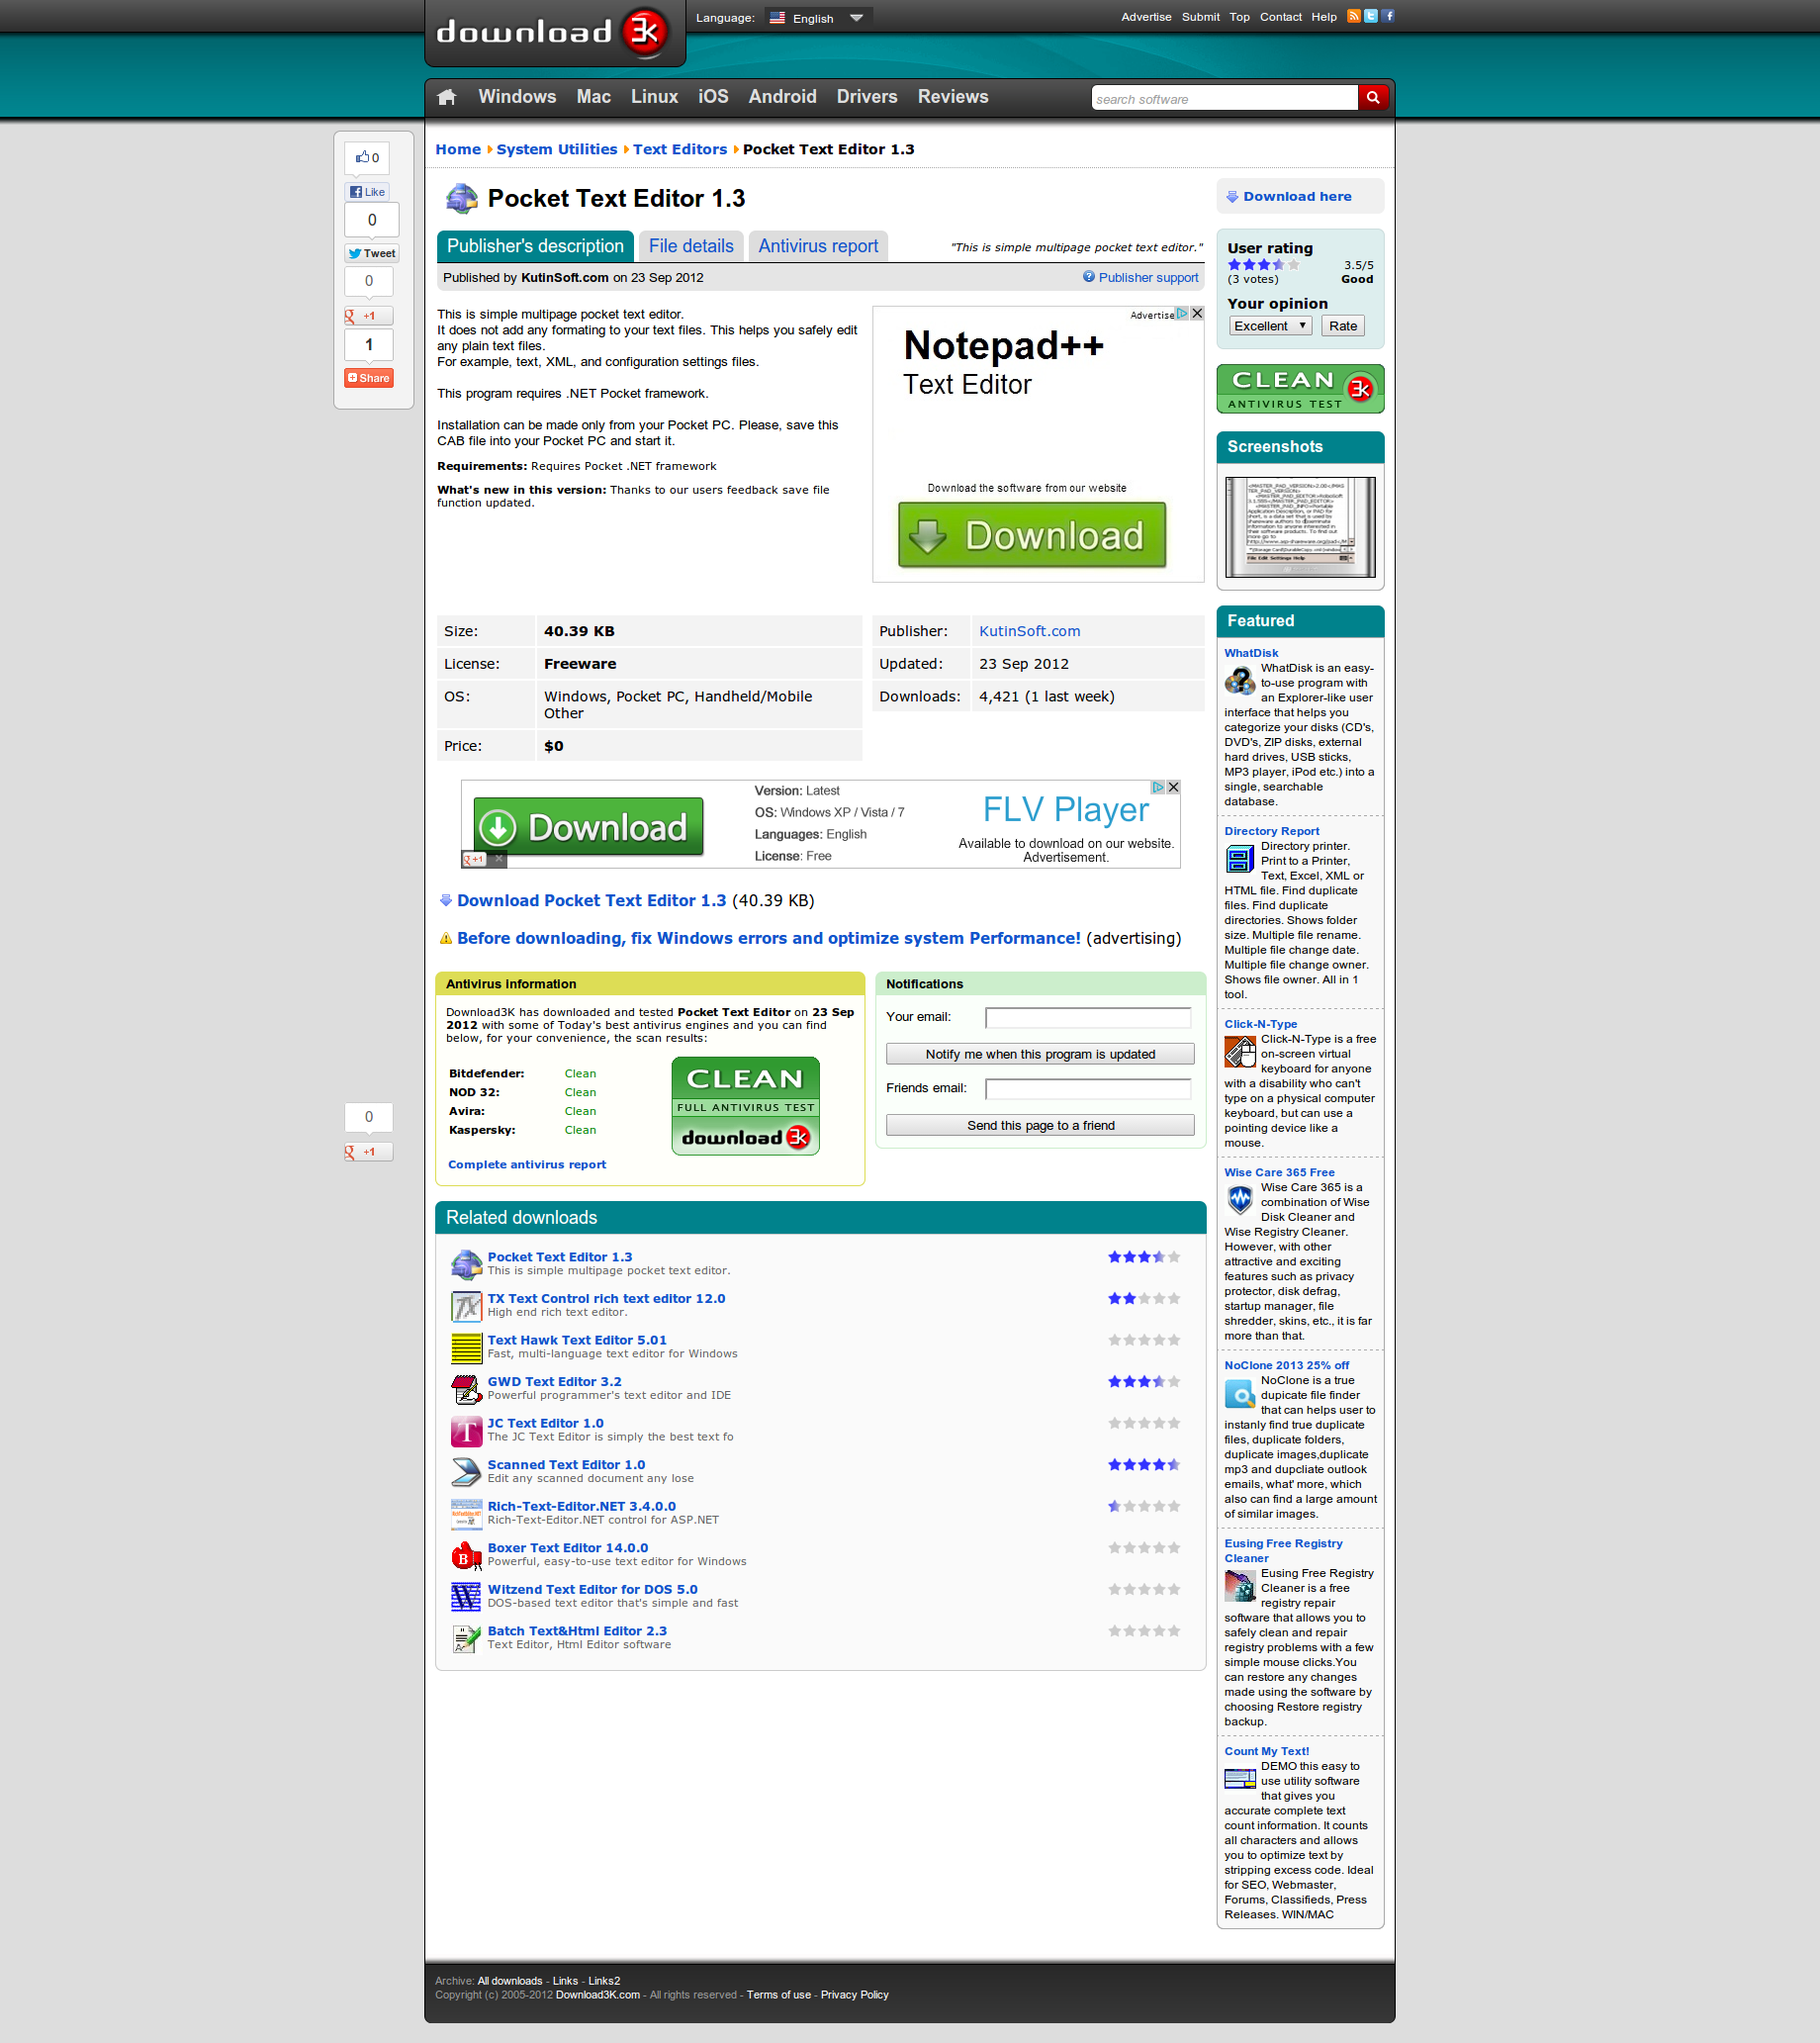 download 3k
Language: English
Advertise Submit Top Contact Help
Windows Mac Linux iOS Android Drivers Reviews
search software
0
Like
0
Tweet
0
+1
1
Share
Home System Utilities Text Editors Pocket Text Editor 1.3
Pocket Text Editor 1.3
Publisher's description File details Antivirus report
"This is simple multipage pocket text editor."
Published by KutinSoft.com on 23 Sep 2012
Publisher support
This is simple multipage pocket text editor.
It does not add any formating to your text files. This helps you safely edit
any plain text files.
For example, text, XML, and configuration settings files.
This program requires .NET Pocket framework.
Installation can be made only from your Pocket PC. Please, save this
CAB file into your Pocket PC and start it.
Requirements: Requires Pocket .NET framework
What's new in this version: Thanks to our users feedback save file
function updated.
Advertise
Notepad++
Text Editor
Download the software from our website
Download
Size: 40.39 KB
License: Freeware
OS: Windows, Pocket PC, Handheld/Mobile
Other
Price: $0
Publisher: KutinSoft.com
Updated: 23 Sep 2012
Downloads: 4,421 (1 last week)
Download
+1
Version: Latest
OS: Windows XP / Vista / 7
Languages: English
License: Free
FLV Player
Available to download on our website.
Advertisement.
Download Pocket Text Editor 1.3 (40.39 KB)
Before downloading, fix Windows errors and optimize system Performance! (advertising)
Antivirus information
Download3K has downloaded and tested Pocket Text Editor on 23 Sep
2012 with some of Today's best antivirus engines and you can find
below, for your convenience, the scan results:
Bitdefender: Clean
NOD 32: Clean
Avira: Clean
Kaspersky: Clean
CLEAN
FULL ANTIVIRUS TEST
download 3k
Complete antivirus report
Notifications
Your email:
Notify me when this program is updated
Friends email:
Send this page to a friend
0
+1
Related downloads
Pocket Text Editor 1.3
This is simple multipage pocket text editor.
TX Text Control rich text editor 12.0
High end rich text editor.
Text Hawk Text Editor 5.01
Fast, multi-language text editor for Windows
GWD Text Editor 3.2
Powerful programmer's text editor and IDE
JC Text Editor 1.0
The JC Text Editor is simply the best text fo
Scanned Text Editor 1.0
Edit any scanned document any lose
Rich-Text-Editor.NET 3.4.0.0
Rich-Text-Editor.NET control for ASP.NET
Boxer Text Editor 14.0.0
Powerful, easy-to-use text editor for Windows
Witzend Text Editor for DOS 5.0
DOS-based text editor that's simple and fast
Batch Text&Html Editor 2.3
Text Editor, Html Editor software
Download here
User rating
3.5/5
(3 votes) Good
Your opinion
Excellent Rate
CLEAN 3k
ANTIVIRUS TEST
Screenshots
<MASTER_PAD_VERSION>2.00</MAS
TER_PAD_VERSION>
short, is a data set that is used by
shareware authors to disseminate
information to anyone interested in
their software products. To find out
more go to
File Edit Settings Help
Featured
WhatDisk
WhatDisk is an easy-
to-use program with
an Explorer-like user
interface that helps you
categorize your disks (CD's,
DVD's, ZIP disks, external
hard drives, USB sticks,
MP3 player, iPod etc.) into a
single, searchable
database.
Directory Report
Directory printer.
Print to a Printer,
Text, Excel, XML or
HTML file. Find duplicate
files. Find duplicate
directories. Shows folder
size. Multiple file rename.
Multiple file change date.
Multiple file change owner.
Shows file owner. All in 1
tool.
Click-N-Type
Click-N-Type is a free
on-screen virtual
keyboard for anyone
with a disability who can't
type on a physical computer
keyboard, but can use a
pointing device like a
mouse.
Wise Care 365 Free
Wise Care 365 is a
combination of Wise
Disk Cleaner and
Wise Registry Cleaner.
However, with other
attractive and exciting
features such as privacy
protector, disk defrag,
startup manager, file
shredder, skins, etc., it is far
more than that.
NoClone 2013 25% off
NoClone is a true
dupicate file finder
that can helps user to
instanly find true duplicate
files, duplicate folders,
duplicate images,duplicate
mp3 and dupcliate outlook
emails, what' more, which
also can find a large amount
of similar images.
Eusing Free Registry
Cleaner
Eusing Free Registry
Cleaner is a free
registry repair
software that allows you to
safely clean and repair
registry problems with a few
simple mouse clicks.You
can restore any changes
made using the software by
choosing Restore registry
backup.
Count My Text!
DEMO this easy to
use utility software
that gives you
accurate complete text
count information. It counts
all characters and allows
you to optimize text by
stripping excess code. Ideal
for SEO, Webmaster,
Forums, Classifieds, Press
Releases. WIN/MAC
Archive: All downloads - Links - Links2
Copyright (c) 2005-2012 Download3K.com - All rights reserved - Terms of use - Privacy Policy